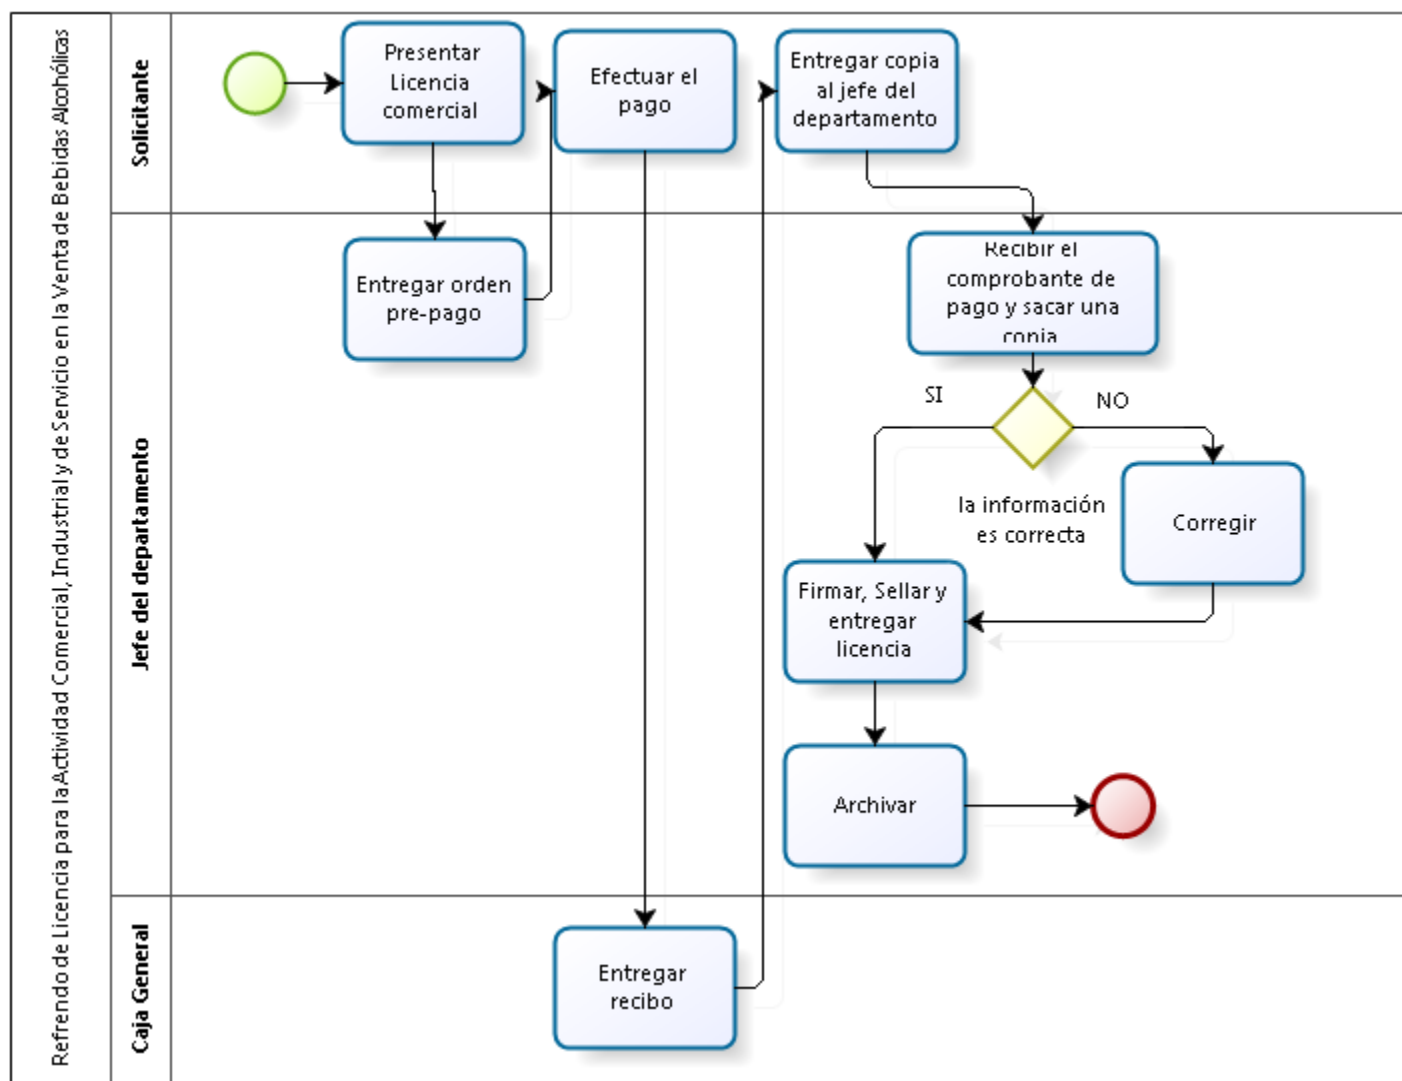 Refrendo de Licencia para la Actividad Comercial, Industrial y de Servicio en la Venta de Bebidas Alcohólicas
Solicitante
Presentar
Licencia
comercial
Efectuar el
pago
Entregar copia
al jefe del
departamento
Jefe del departamento
Entregar orden
pre-pago
Recibir el
comprobante de
pago y sacar una
copia
SI
NO
la información
es correcta
Corregir
Firmar, Sellar y
entregar
licencia
Archivar
Caja General
Entregar
recibo